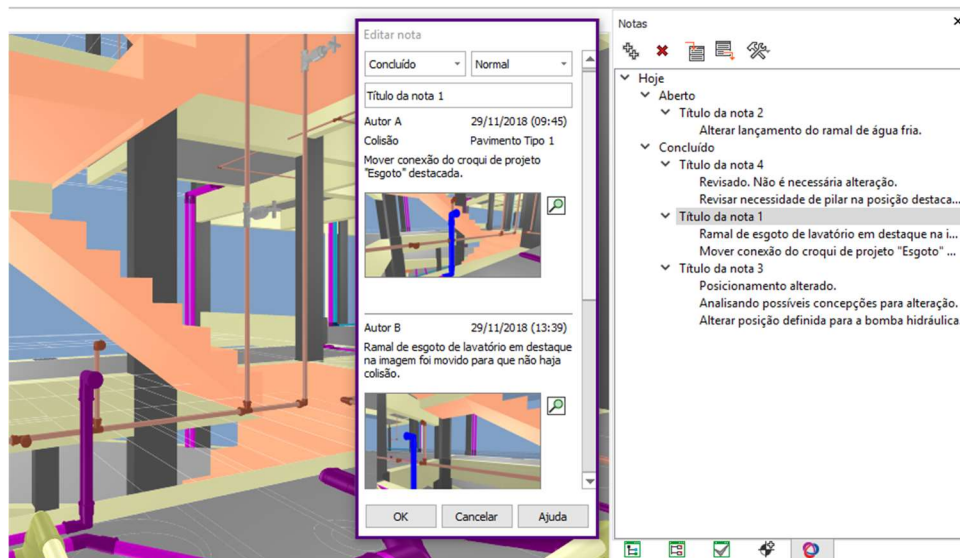 Editar nota
Concluído
Normal
Título da nota 1
Autor A 29/11/2018 (09:45)
Colisão Pavimento Tipo 1
Mover conexão do croqui de projeto
"Esgoto" destacada.
Autor B 29/11/2018 (13:39)
Ramal de esgoto de lavatório em destaque
na imagem foi movido para que não haja
colisão.
OK
Cancelar
Ajuda
Notas
Hoje
Aberto
Título da nota 2
Alterar lançamento do ramal de água fria.
Concluído
Título da nota 4
Revisado. Não é necessária alteração.
Revisar necessidade de pilar na posição destaca...
Título da nota 1
Ramal de esgoto de lavatório em destaque na i...
Mover conexão do croqui de projeto "Esgoto" ...
Título da nota 3
Posicionamento alterado.
Analisando possíveis concepções para alteração.
Alterar posição definida para a bomba hidráulica.